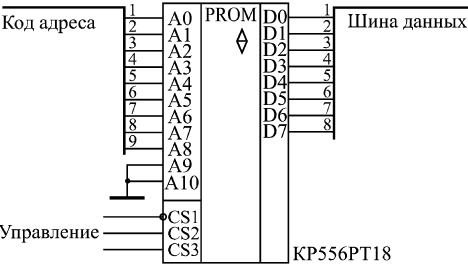 Код адреса
1 A0 PROM D0 1 Шина данных
2 A1 D1 2
3 A2 D2 3
4 A3 D3 4
5 A4 D4 5
6 A5 D5 6
7 A6 D6 7
8 A7 D7 8
9 A8
A9
A10
CS1
Управление CS2
CS3 КР556РТ18